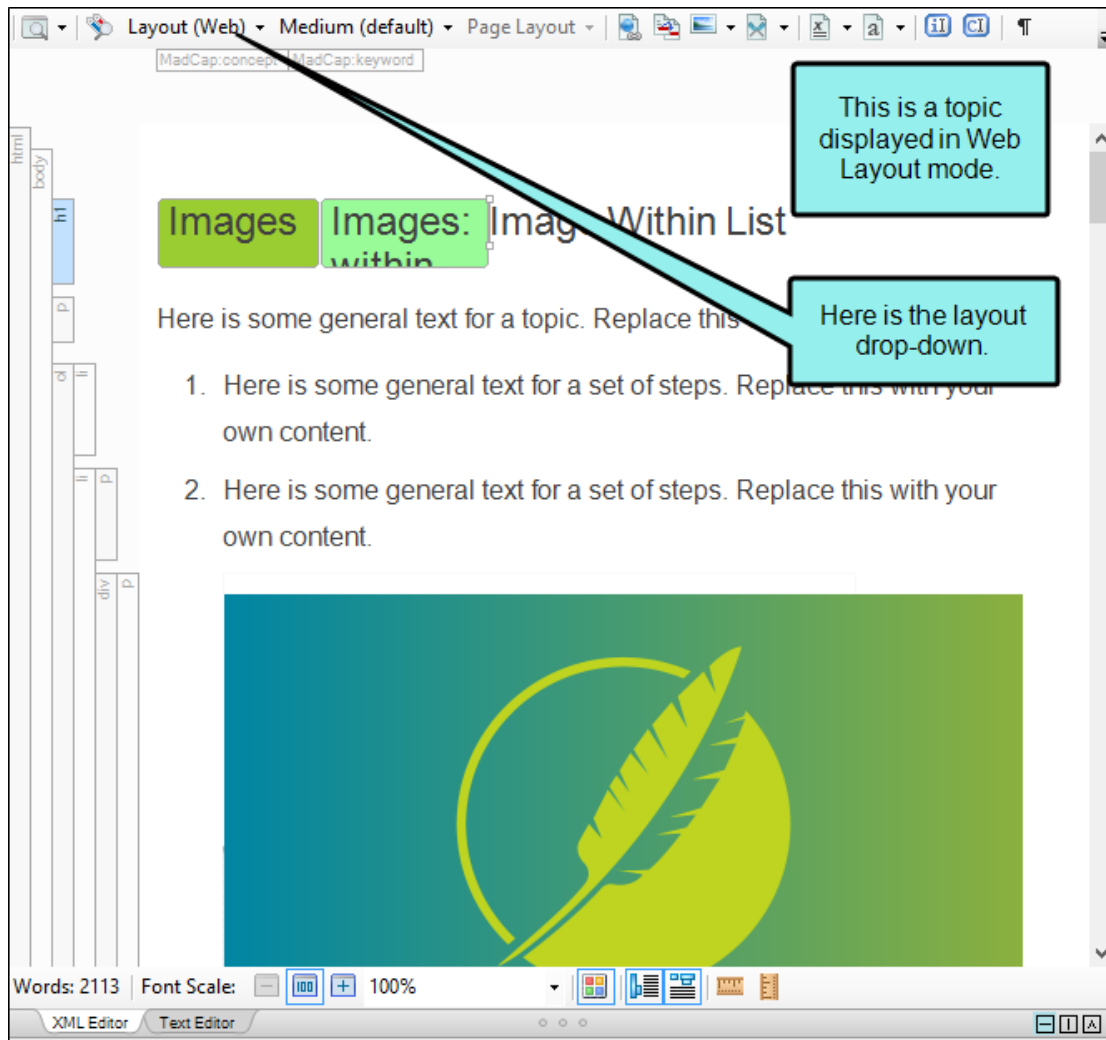 Layout (Web) Medium (default) Page Layout
MadCap:concept MadCap:keyword
This is a topic
displayed in Web
Layout mode.
html
body
h1
Images Images: Image Within List
within
p
Here is some general text for a topic. Replace this
Here is the layout
drop-down.
ol li
1. Here is some general text for a set of steps. Replace this with your
own content.
li p
2. Here is some general text for a set of steps. Replace this with your
own content.
div p
Words: 2113 Font Scale: 100 100%
XML Editor Text Editor